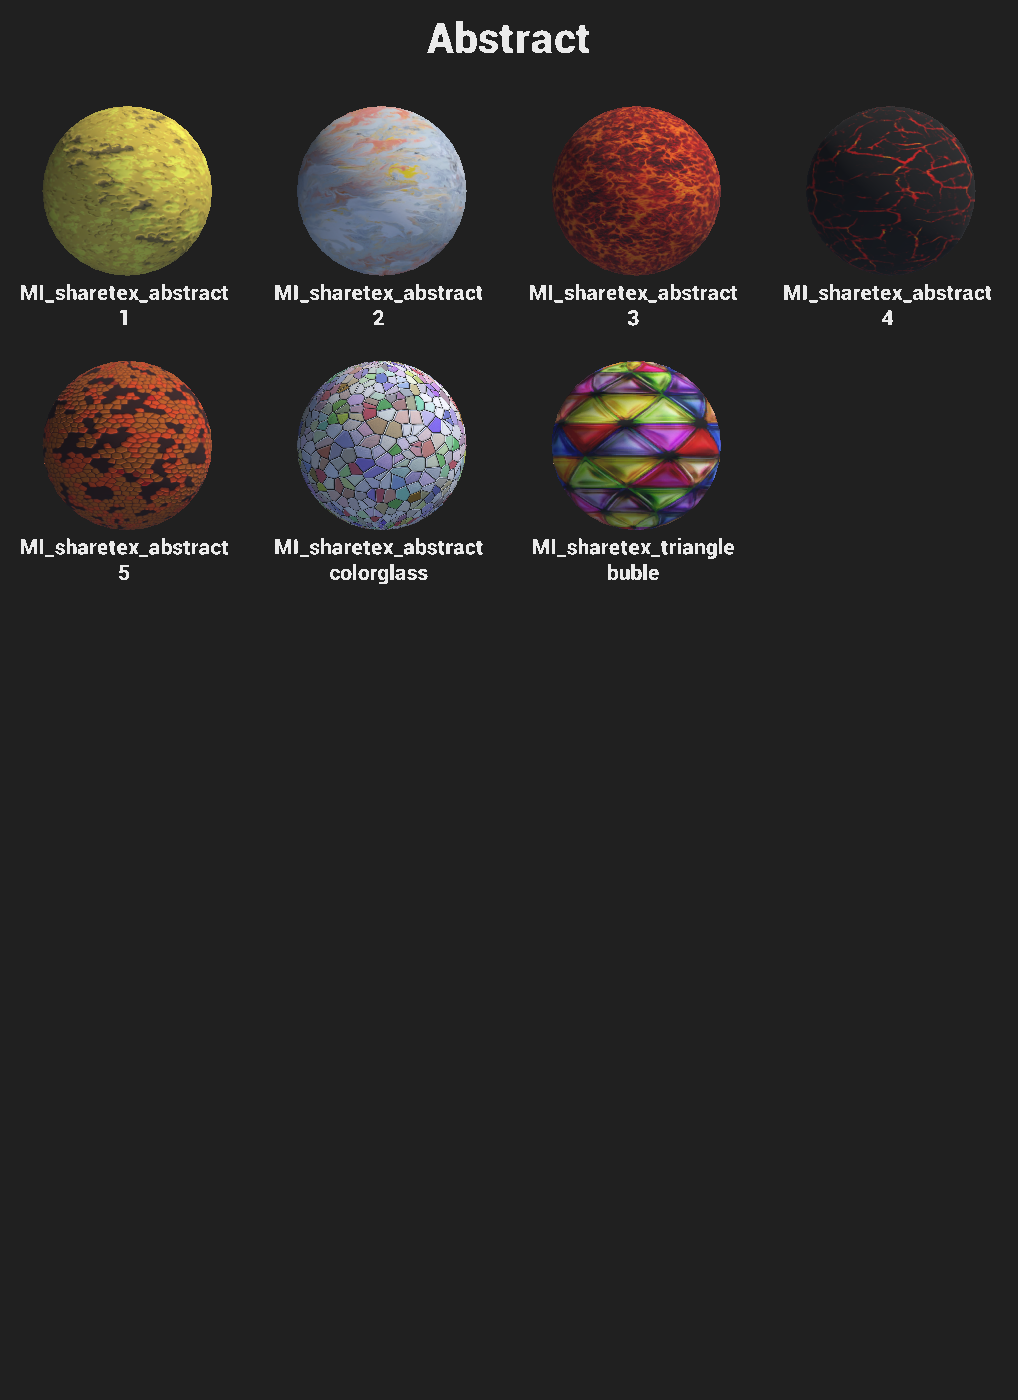 Abstract
MI_sharetex_abstract
1
MI_sharetex_abstract
2
MI_sharetex_abstract
3
MI_sharetex_abstract
4
MI_sharetex_abstract
5
MI_sharetex_abstract
colorglass
MI_sharetex_triangle
buble